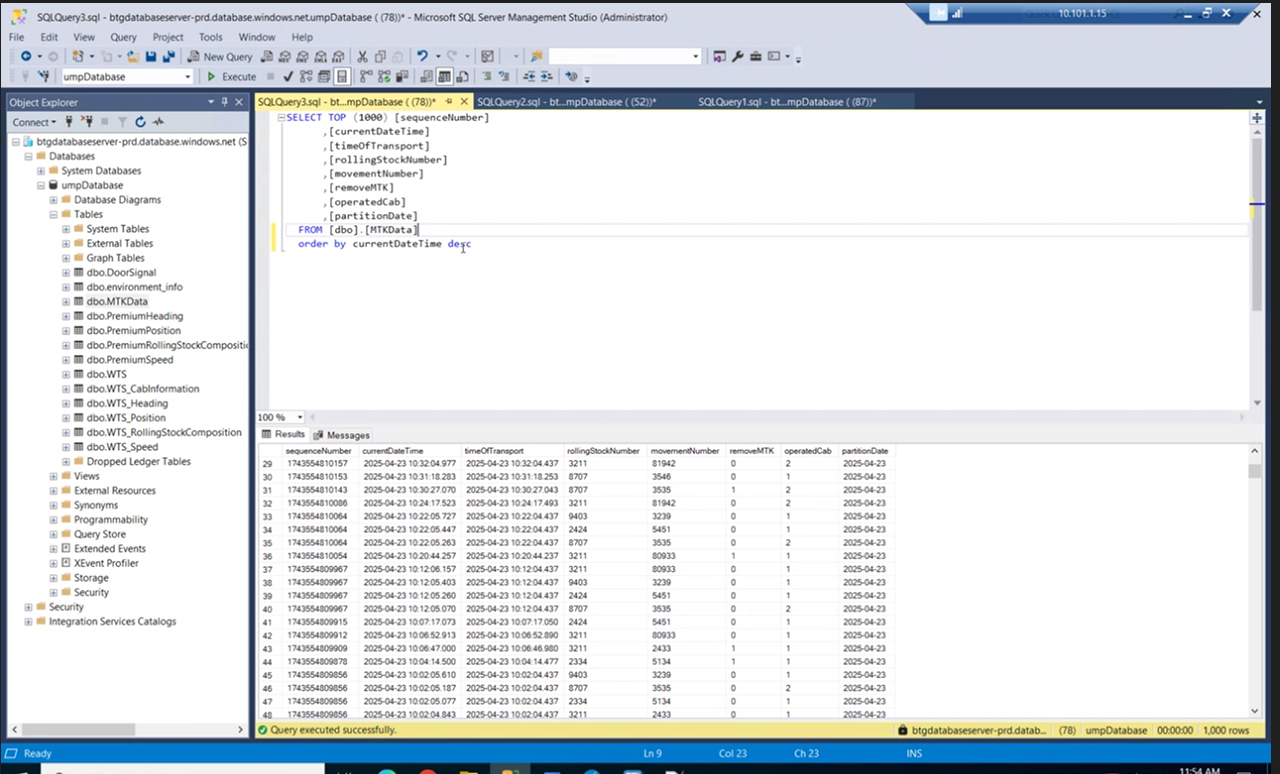 SQLQuery3.sql - btgdatabaseserver-prd.database.windows.net.umpDatabase ( (78))* - Microsoft SQL Server Management Studio (Administrator)
10.101.1.15
File Edit View Query Project Tools Window Help
New Query
umpDatabase Execute
Object Explorer
SQLQuery3.sql - bt...mpDatabase ( (78))* SQLQuery2.sql - bt...mpDatabase ( (52))* SQLQuery1.sql - bt...mpDatabase ( (87))*
Connect
btgdatabaseserver-prd.database.windows.net (S
Databases
System Databases
umpDatabase
Database Diagrams
Tables
System Tables
External Tables
Graph Tables
dbo.DoorSignal
dbo.environment_info
dbo.MTKData
dbo.PremiumHeading
dbo.PremiumPosition
dbo.PremiumRollingStockCompositi
dbo.PremiumSpeed
dbo.WTS
dbo.WTS_CabInformation
dbo.WTS_Heading
dbo.WTS_Position
dbo.WTS_RollingStockComposition
dbo.WTS_Speed
Dropped Ledger Tables
Views
External Resources
Synonyms
Programmability
Query Store
Extended Events
XEvent Profiler
Storage
Security
Security
Integration Services Catalogs
SELECT TOP (1000) [sequenceNumber]
,[currentDateTime]
,[timeOfTransport]
,[rollingStockNumber]
,[movementNumber]
,[removeMTK]
,[operatedCab]
,[partitionDate]
FROM [dbo].[MTKData]
order by currentDateTime desc
100 %
Results Messages
sequenceNumber currentDateTime timeOfTransport rollingStockNumber movementNumber removeMTK operatedCab partitionDate
29 1743554810157 2025-04-23 10:32:04.977 2025-04-23 10:32:04.437 3211 81942 0 2 2025-04-23
30 1743554810153 2025-04-23 10:31:18.283 2025-04-23 10:31:18.253 8707 3546 0 1 2025-04-23
31 1743554810143 2025-04-23 10:30:27.070 2025-04-23 10:30:27.043 8707 3535 1 2 2025-04-23
32 1743554810086 2025-04-23 10:24:17.523 2025-04-23 10:24:17.493 3211 81942 0 2 2025-04-23
33 1743554810064 2025-04-23 10:22:05.727 2025-04-23 10:22:04.437 9403 3239 0 1 2025-04-23
34 1743554810064 2025-04-23 10:22:05.447 2025-04-23 10:22:04.437 2424 5451 0 1 2025-04-23
35 1743554810064 2025-04-23 10:22:05.263 2025-04-23 10:22:04.437 8707 3535 0 2 2025-04-23
36 1743554810054 2025-04-23 10:20:44.257 2025-04-23 10:20:44.237 3211 80933 1 1 2025-04-23
37 1743554809967 2025-04-23 10:12:06.157 2025-04-23 10:12:04.437 3211 80933 0 1 2025-04-23
38 1743554809967 2025-04-23 10:12:05.403 2025-04-23 10:12:04.437 9403 3239 0 1 2025-04-23
39 1743554809967 2025-04-23 10:12:05.260 2025-04-23 10:12:04.437 2424 5451 0 1 2025-04-23
40 1743554809967 2025-04-23 10:12:05.070 2025-04-23 10:12:04.437 8707 3535 0 2 2025-04-23
41 1743554809915 2025-04-23 10:07:17.073 2025-04-23 10:07:17.050 2424 5451 0 1 2025-04-23
42 1743554809912 2025-04-23 10:06:52.913 2025-04-23 10:06:52.890 3211 80933 0 1 2025-04-23
43 1743554809909 2025-04-23 10:06:47.000 2025-04-23 10:06:46.980 3211 2433 1 1 2025-04-23
44 1743554809878 2025-04-23 10:04:14.500 2025-04-23 10:04:14.477 2334 5134 1 1 2025-04-23
45 1743554809856 2025-04-23 10:02:05.610 2025-04-23 10:02:04.437 9403 3239 0 1 2025-04-23
46 1743554809856 2025-04-23 10:02:05.187 2025-04-23 10:02:04.437 8707 3535 0 2 2025-04-23
47 1743554809856 2025-04-23 10:02:05.077 2025-04-23 10:02:04.437 2334 5134 0 1 2025-04-23
48 1743554809856 2025-04-23 10:02:04.843 2025-04-23 10:02:04.437 3211 2433 0 1 2025-04-23
Query executed successfully. btgdatabaseserver-prd.datab... (78) umpDatabase 00:00:00 1,000 rows
Ready Ln 9 Col 23 Ch 23 INS
11:54 AM